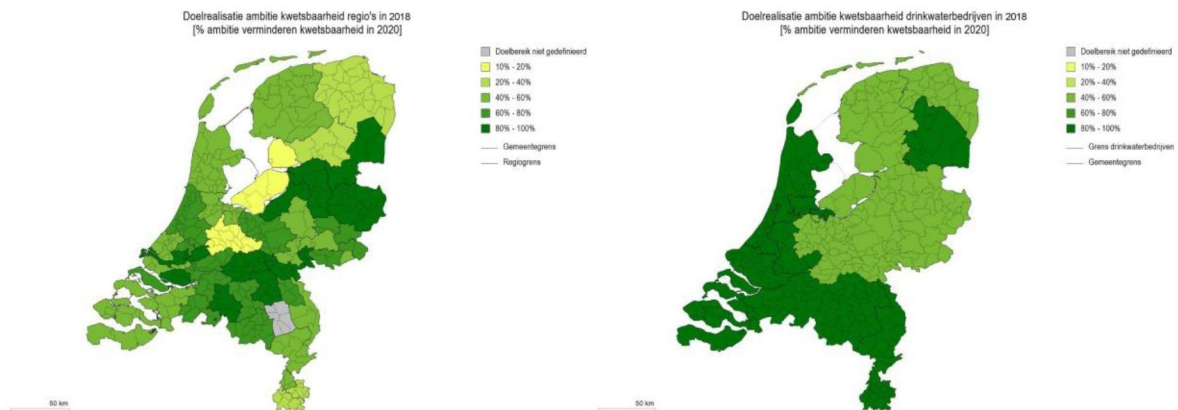 Doelrealisatie ambitie kwetsbaarheid regio's in 2018
[% ambitie verminderen kwetsbaarheid in 2020]
Doelbereik niet gedefinieerd
10% - 20%
20% - 40%
40% - 60%
60% - 80%
80% - 100%
Gemeentegrens
Regiogrens
50 km
Doelrealisatie ambitie kwetsbaarheid drinkwaterbedrijven in 2018
[% ambitie verminderen kwetsbaarheid in 2020]
Doelbereik niet gedefinieerd
10% - 20%
20% - 40%
40% - 60%
60% - 80%
80% - 100%
Grens drinkwaterbedrijven
Gemeentegrens
50 km